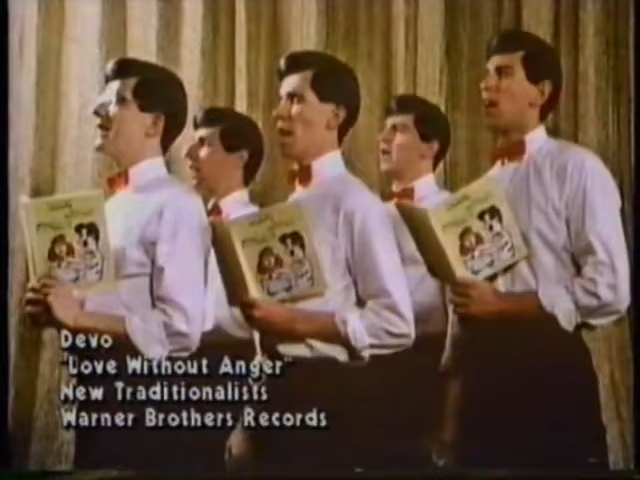 Devo
"Love Without Anger"
New Traditionalists
Warner Brothers Records